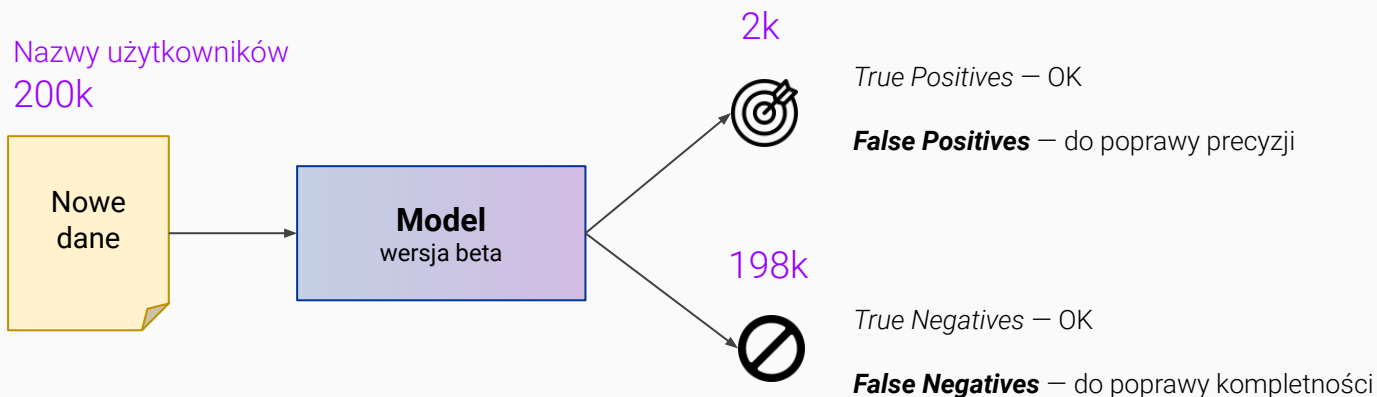 Nazwy użytkowników
200k
Nowe
dane
Model
wersja beta
2k
True Positives — OK
False Positives — do poprawy precyzji
198k
True Negatives — OK
False Negatives — do poprawy kompletności